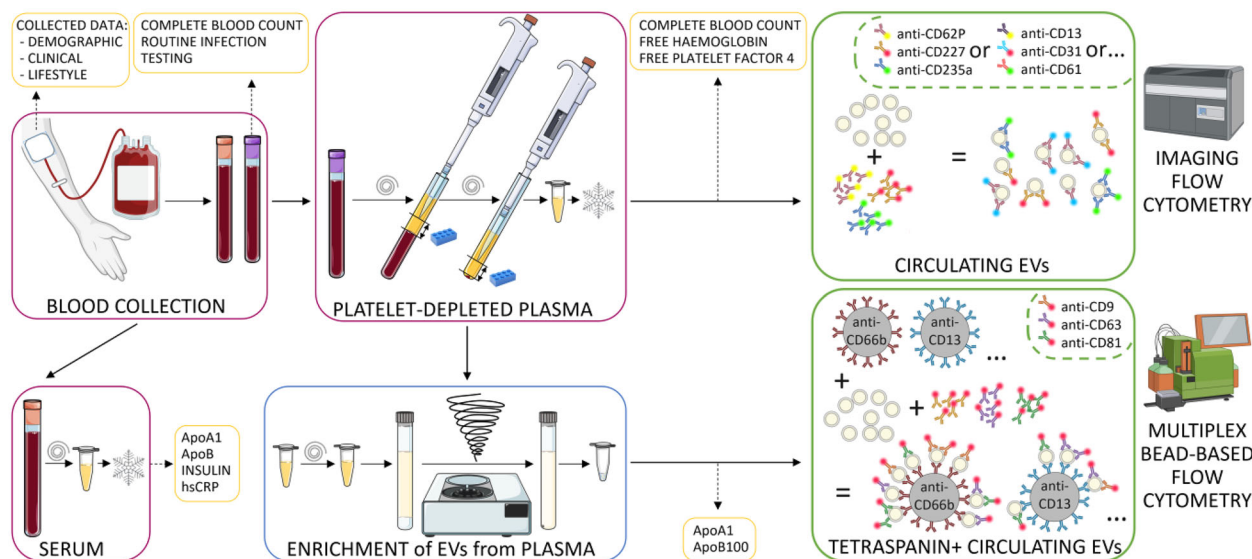 COLLECTED DATA:
- DEMOGRAPHIC
- CLINICAL
- LIFESTYLE
COMPLETE BLOOD COUNT
ROUTINE INFECTION
TESTING
BLOOD COLLECTION
PLATELET-DEPLETED PLASMA
COMPLETE BLOOD COUNT
FREE HAEMOGLOBIN
FREE PLATELET FACTOR 4
anti-CD62P anti-CD13
anti-CD227 or anti-CD31 or...
anti-CD235a anti-CD61
+
=
CIRCULATING EVs
IMAGING
FLOW
CYTOMETRY
SERUM
ApoA1
ApoB
INSULIN
hsCRP
ENRICHMENT of EVs from PLASMA
ApoA1
ApoB100
anti-
CD66b
anti-
CD13
...
anti-CD9
anti-CD63
anti-CD81
+
+
=
anti-
CD66b
anti-
CD13
...
TETRASPANIN+ CIRCULATING EVs
MULTIPLEX
BEAD-BASED
FLOW
CYTOMETRY